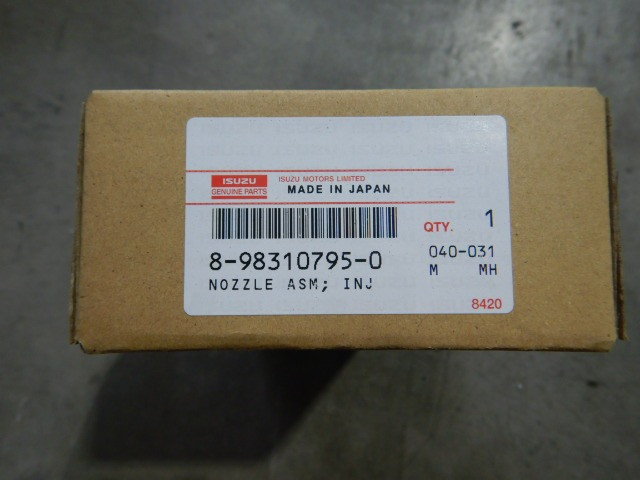 ISUZU
GENUINE PARTS
ISUZU MOTORS LIMITED
MADE IN JAPAN
QTY. 1
8-98310795-0
NOZZLE ASM; INJ
040-031
M MH
8420